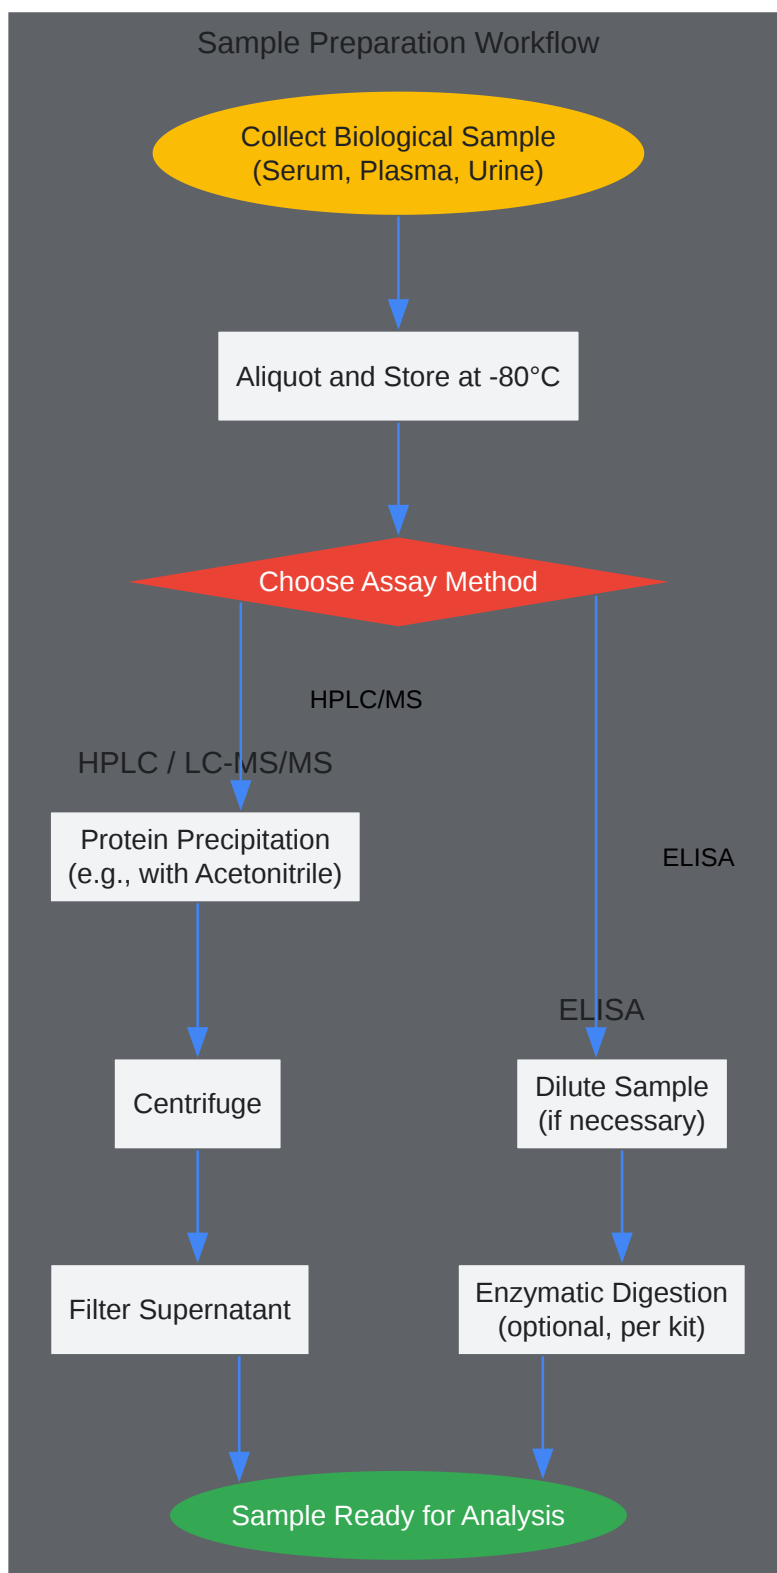 Sample Preparation Workflow
Collect Biological Sample
(Serum, Plasma, Urine)
Aliquot and Store at -80°C
Choose Assay Method
HPLC/MS
HPLC / LC-MS/MS
Protein Precipitation
(e.g., with Acetonitrile)
Centrifuge
Filter Supernatant
ELISA
ELISA
Dilute Sample
(if necessary)
Enzymatic Digestion
(optional, per kit)
Sample Ready for Analysis